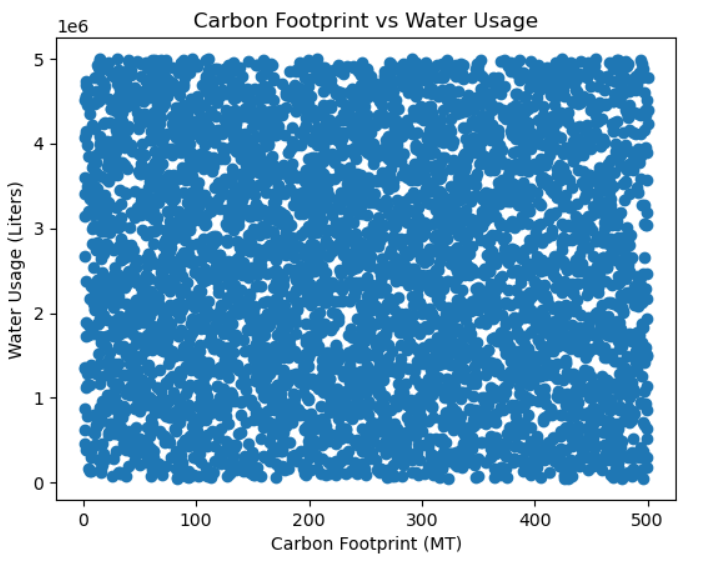 Carbon Footprint vs Water Usage
1e6
5
4
3
2
1
0
Water Usage (Liters)
0 100 200 300 400 500
Carbon Footprint (MT)